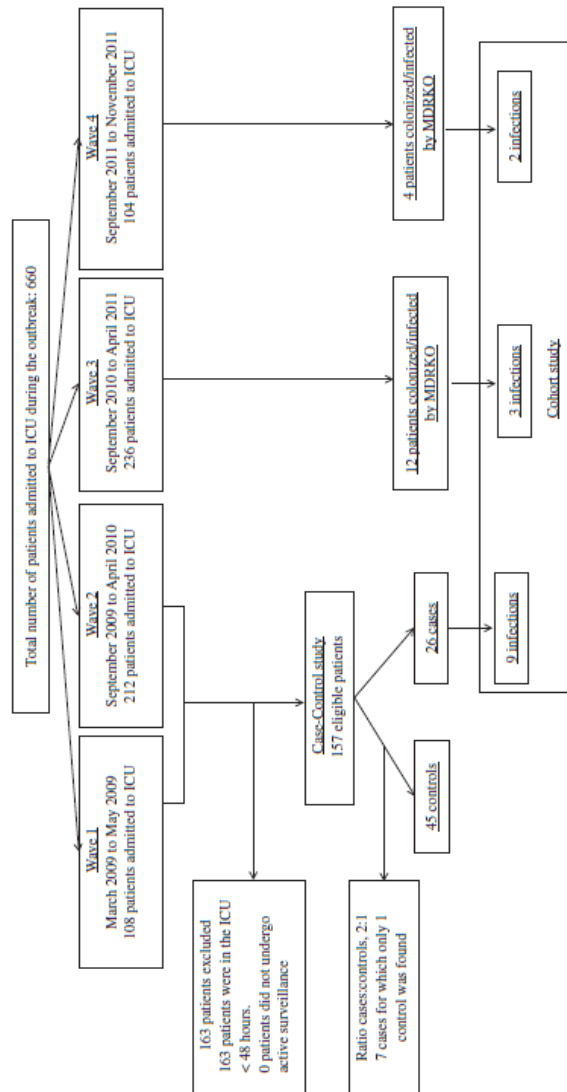 Total number of patients admitted to ICU during the outbreak: 660
Wave 1
March 2009 to May 2009
108 patients admitted to ICU
Wave 2
September 2009 to April 2010
212 patients admitted to ICU
Wave 3
September 2010 to April 2011
236 patients admitted to ICU
Wave 4
September 2011 to November 2011
104 patients admitted to ICU
163 patients excluded
163 patients were in the ICU
< 48 hours.
0 patients did not undergo
active surveillance
Case-Control study
157 eligible patients
Ratio cases:controls, 2:1
7 cases for which only 1
control was found
45 controls
26 cases
12 patients colonized/infected
by MDRKO
4 patients colonized/infected
by MDRKO
9 infections
3 infections
2 infections
Cohort study